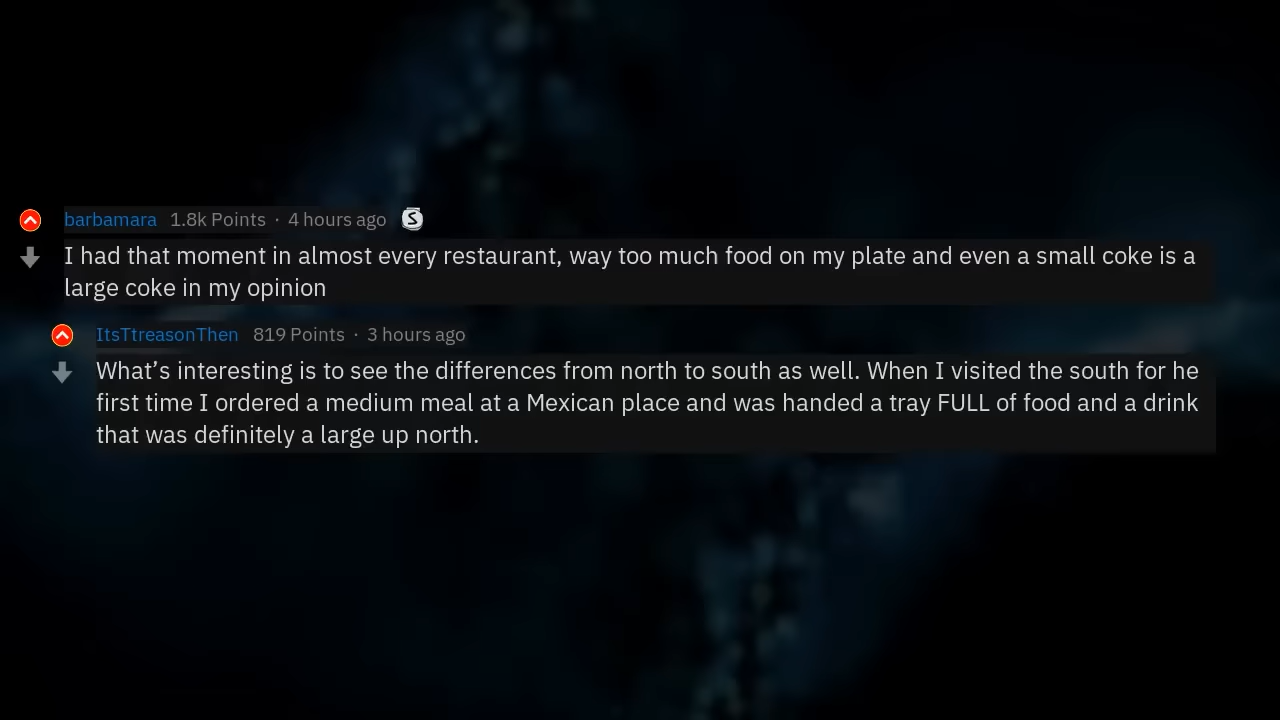 barbamara 1.8k Points · 4 hours ago S
I had that moment in almost every restaurant, way too much food on my plate and even a small coke is a
large coke in my opinion
ItsTtreasonThen 819 Points · 3 hours ago
What’s interesting is to see the differences from north to south as well. When I visited the south for he
first time I ordered a medium meal at a Mexican place and was handed a tray FULL of food and a drink
that was definitely a large up north.